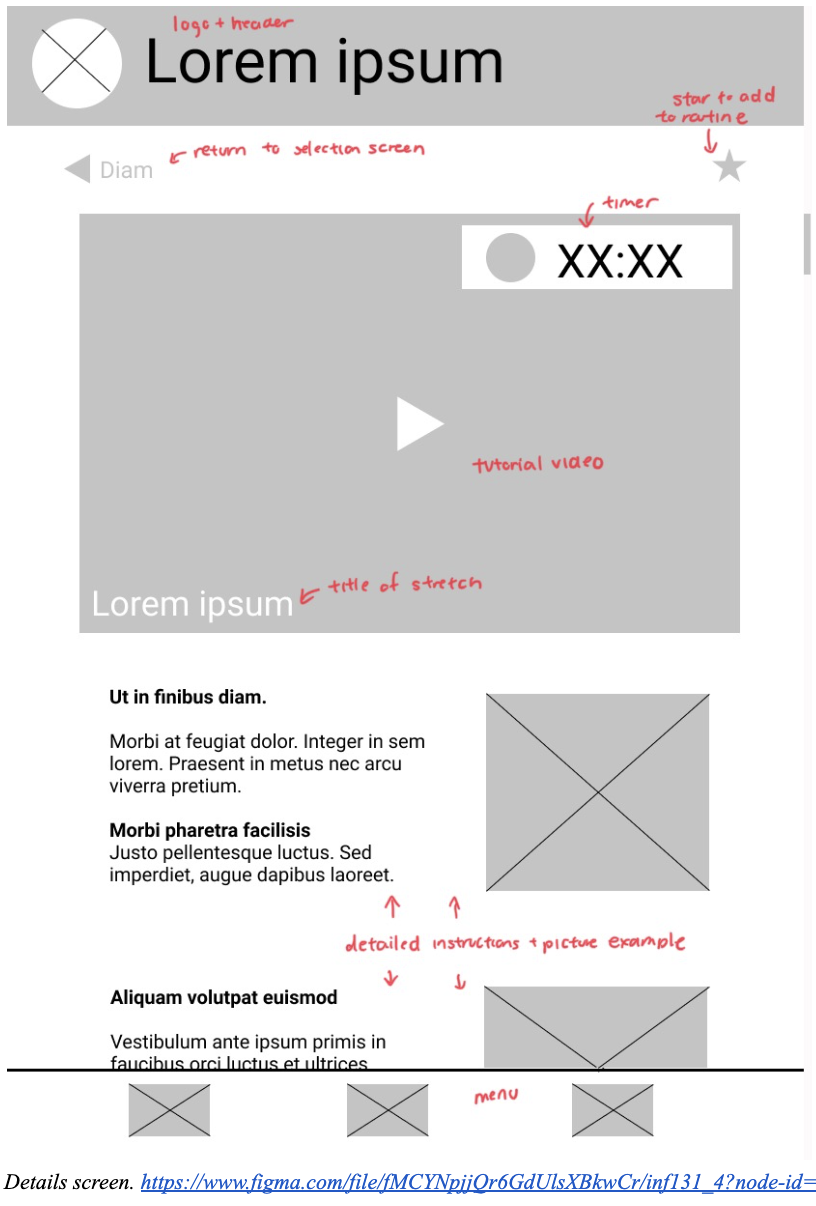 logo + header
Lorem ipsum
star to add
to routine
return to selection screen
Diam
timer
XX:XX
tutorial video
title of stretch
Lorem ipsum
Ut in finibus diam.
Morbi at feugiat dolor. Integer in sem
lorem. Praesent in metus nec arcu
viverra pretium.
Morbi pharetra facilisis
Justo pellentesque luctus. Sed
imperdiet, augue dapibus laoreet.
detailed instructions + picture example
Aliquam volutpat euismod
Vestibulum ante ipsum primis in
faucibus orci luctus et ultrices
menu
Details screen. https://www.figma.com/file/fMCYNpjjQr6GdUlsXBkwCr/inf131_4?node-id=